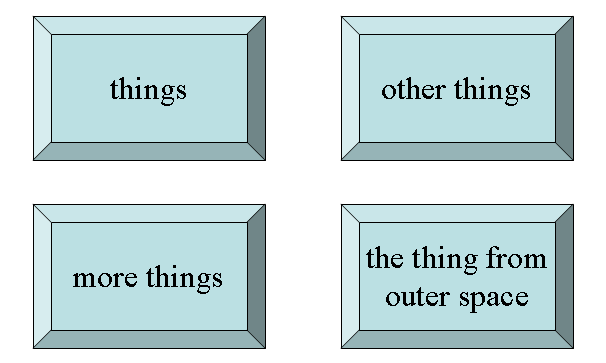 things
other things
more things
the thing from
outer space